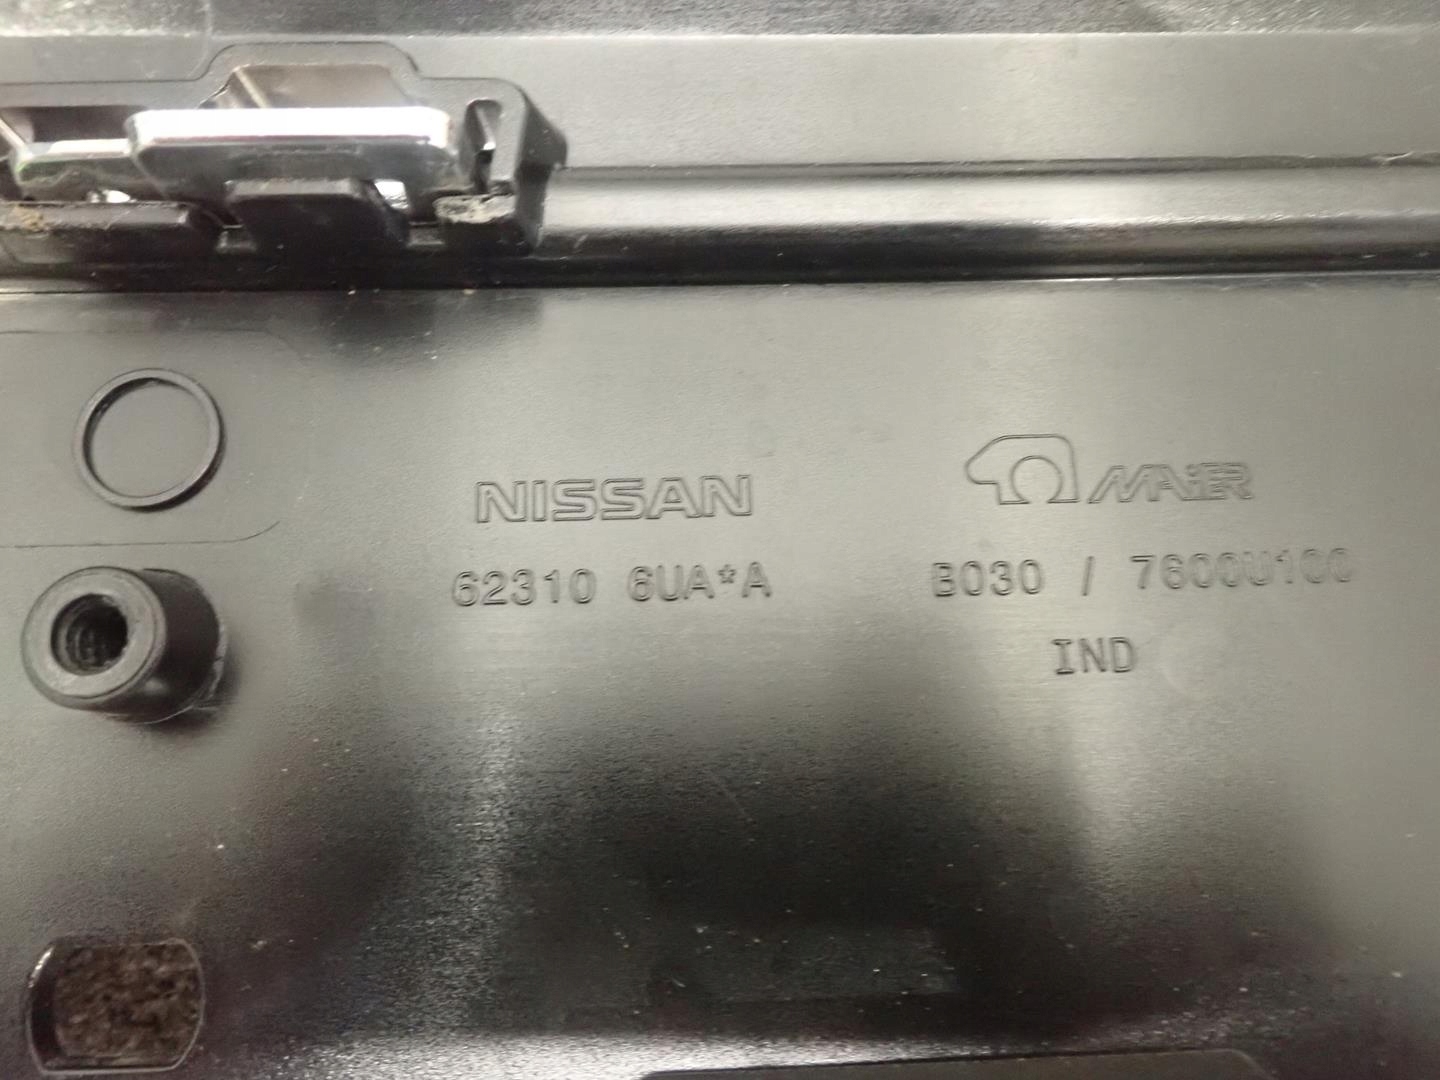 NISSAN
MAiER
62310 6UA*A
B030 / 7600U100
IND